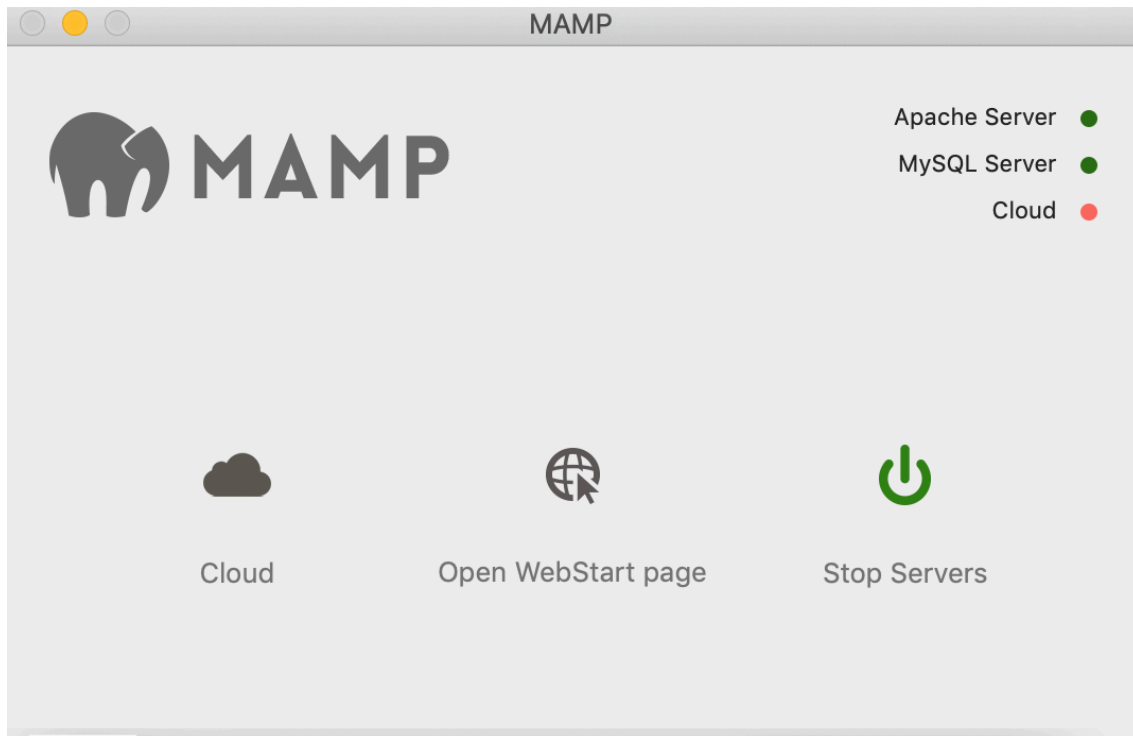 MAMP
MAMP
Apache Server
MySQL Server
Cloud
Cloud
Open WebStart page
Stop Servers